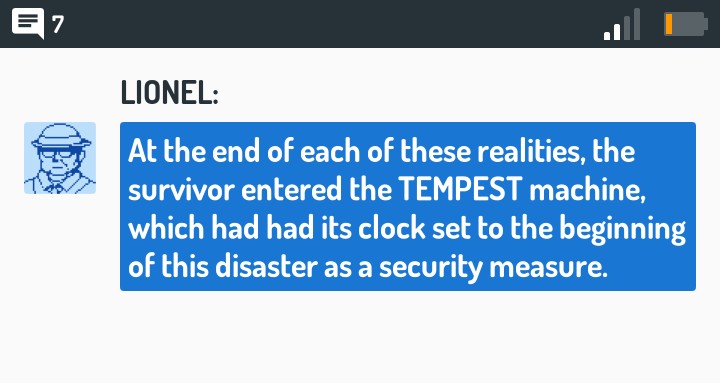 7
LIONEL:
At the end of each of these realities, the
survivor entered the TEMPEST machine,
which had had its clock set to the beginning
of this disaster as a security measure.